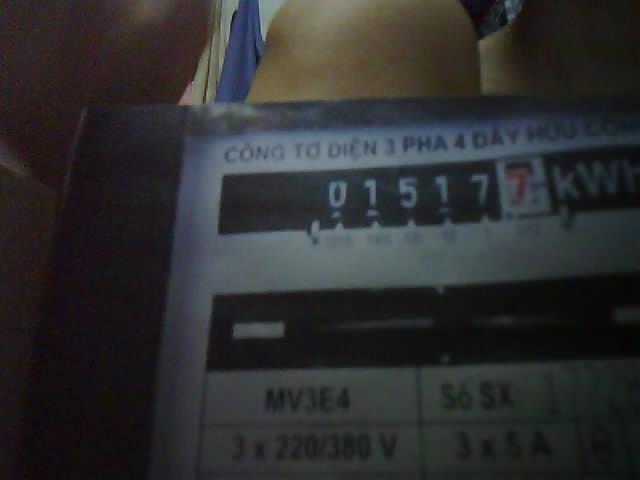 CÔNG TƠ ĐIỆN 3 PHA 4 DÂY HỮU CÔNG
01517 7 kWh
MV3E4 Số SX
3 x 220/380 V 3 x 5 A